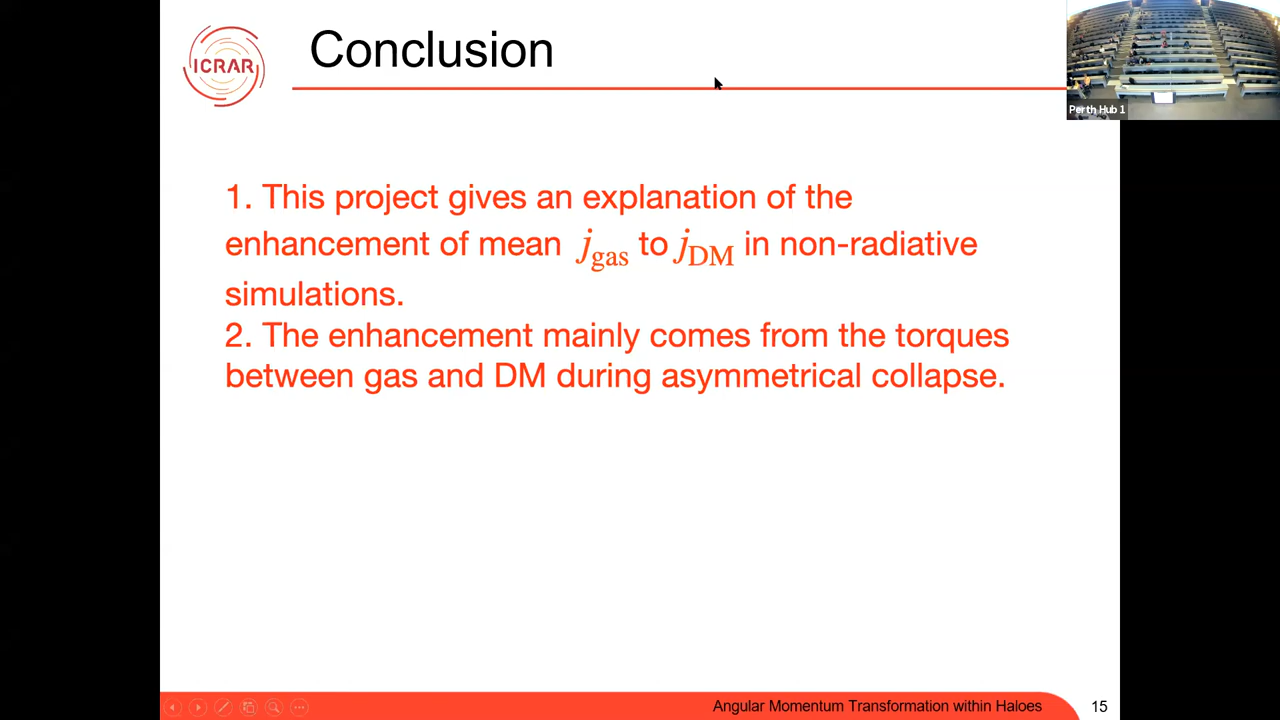 ICRAR
Conclusion
Perth Hub 1
1. This project gives an explanation of the
enhancement of mean j_gas to j_DM in non-radiative
simulations.
2. The enhancement mainly comes from the torques
between gas and DM during asymmetrical collapse.
Angular Momentum Transformation within Haloes
15